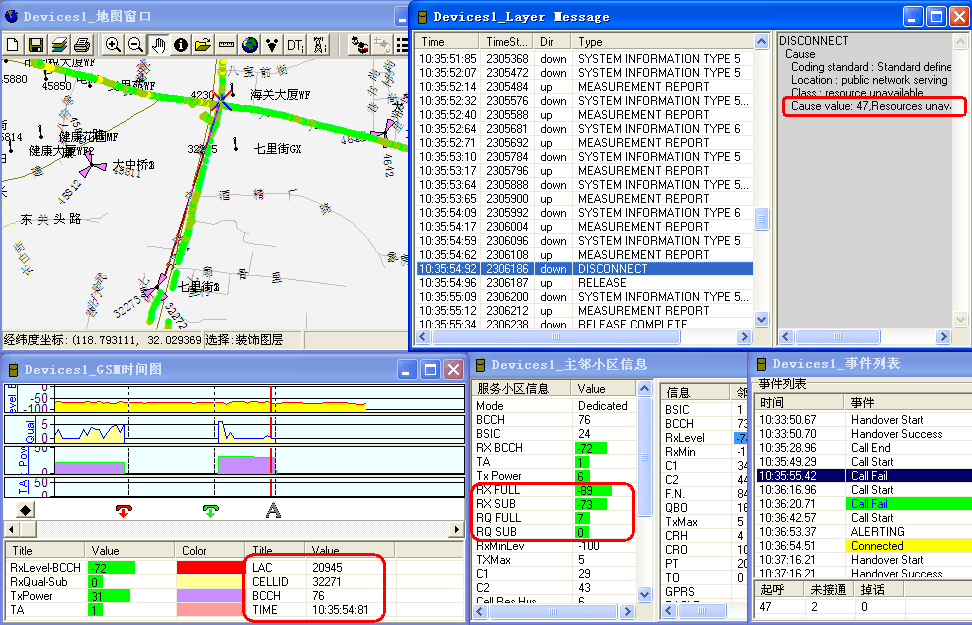 Devices1_地图窗口
45880
45850
海关大厦WF
七里街GX
健康花园WF
健康大厦WF2
大中桥3
45811
45812
4642
东 关 头 路
酒 精 厂
路
七里街3
32273
32272
经纬度坐标: (118.793111, 32.029369 选择:装饰图层
Devices1_Layer Message
Time TimeSt... Dir Type
10:35:51:85 2305368 down SYSTEM INFORMATION TYPE 5
10:35:52:07 2305472 down SYSTEM INFORMATION TYPE 5...
10:35:52:14 2305484 up MEASUREMENT REPORT
10:35:52:32 2305576 down SYSTEM INFORMATION TYPE 5...
10:35:52:40 2305588 up MEASUREMENT REPORT
10:35:52:64 2305681 down SYSTEM INFORMATION TYPE 6
10:35:52:71 2305692 up MEASUREMENT REPORT
10:35:53:10 2305784 down SYSTEM INFORMATION TYPE 5
10:35:53:17 2305796 up MEASUREMENT REPORT
10:35:53:64 2305888 down SYSTEM INFORMATION TYPE 5...
10:35:53:65 2305900 up MEASUREMENT REPORT
10:35:54:09 2305992 down SYSTEM INFORMATION TYPE 6
10:35:54:17 2306004 up MEASUREMENT REPORT
10:35:54:59 2306096 down SYSTEM INFORMATION TYPE 5
10:35:54:62 2306108 up MEASUREMENT REPORT
10:35:54:92 2306186 down DISCONNECT
10:35:54:96 2306187 up RELEASE
10:35:55:09 2306200 down SYSTEM INFORMATION TYPE 5...
10:35:55:12 2306212 up MEASUREMENT REPORT
10:35:55:34 2306238 down RELEASE COMPLETE
DISCONNECT
Cause
Coding standard : Standard define
Location : public network serving
Class : resource unavailable
Cause value: 47,Resources unav
Devices1_GSM时间图
-50
-100
Qual
5
0
Pow
50
0
TA
50
0
Title Value Color
RxLevel-BCCH -72
RxQual-Sub 0
TxPower 31
TA 1
Title Value
LAC 20945
CELLID 32271
BCCH 76
TIME 10:35:54:81
Devices1_主邻小区信息
服务小区信息 Value
Mode Dedicated
BCCH 76
BSIC 24
RX BCCH -72
TA 1
Tx Power 6
RX FULL -89
RX SUB -73
RQ FULL 7
RQ SUB 0
RxMinLev -100
TXMax 5
C1 29
C2 43
Cell Res Hys 6
信息 邻
BSIC 1
BCCH 73
RxLevel -7
RxMin -1
C1 34
C2 44
F.N. 87
QBO 64
TxMax 5
CRH 4
CRO 10
PT 20
TO 0
GPRS
Devices1_事件列表
事件列表
时间 事件
10:33:50.67 Handover Start
10:33:50.70 Handover Success
10:35:28.96 Call End
10:35:49.29 Call Start
10:35:55.42 Call Fail
10:36:16.96 Call Start
10:36:20.71 Call Fail
10:36:42.57 Call Start
10:36:53.37 ALERTING
10:36:54.51 Connected
10:37:16.21 Handover Start
10:37:16.21 Handover Success
起呼 未接通 掉话
47 2 0